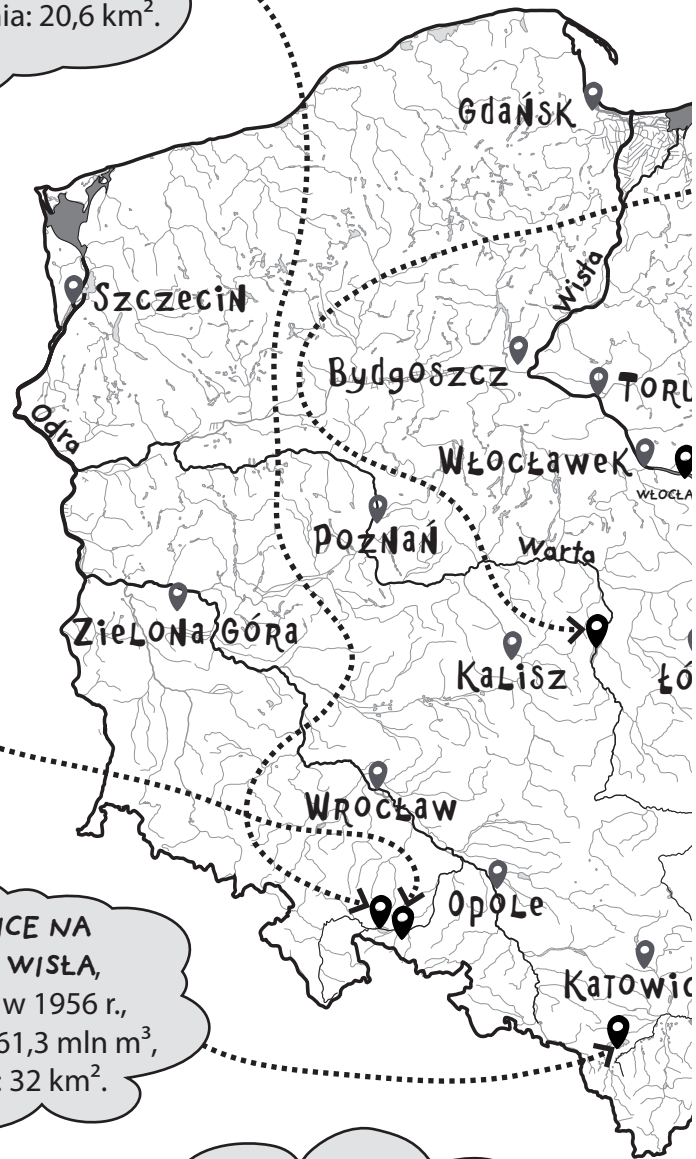 nia: 20,6 km².
GdańSK
Wisła
Szczecin
Bydgoszcz
TORU
Odra
Włocławek
WŁOCŁA
Poznań
Warta
Zielona Góra
Kalisz
Łó
Wrocław
Opole
ICE NA
WISŁA,
w 1956 r.,
61,3 mln m³,
: 32 km².
Katowic